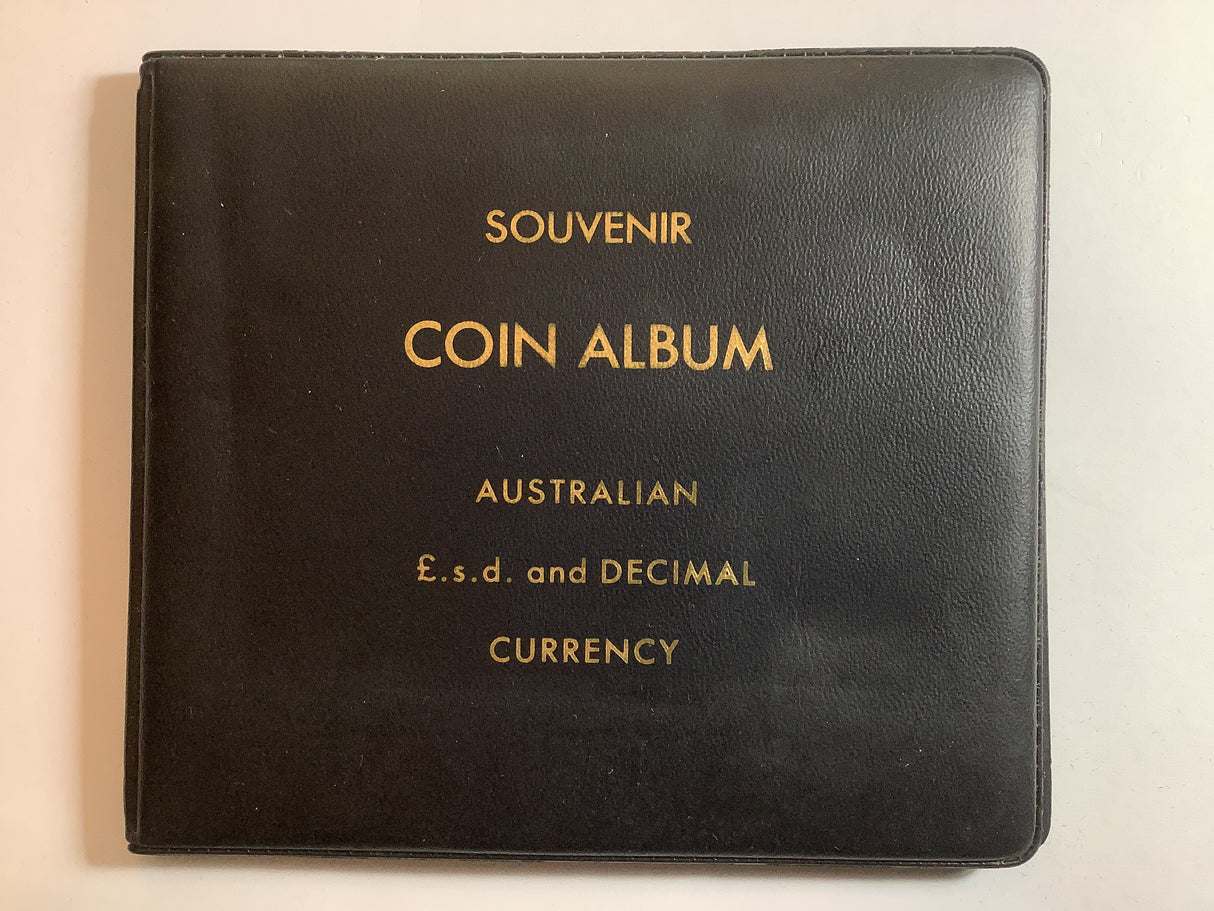 SOUVENIR
COIN ALBUM
AUSTRALIAN
£.s.d. and DECIMAL
CURRENCY